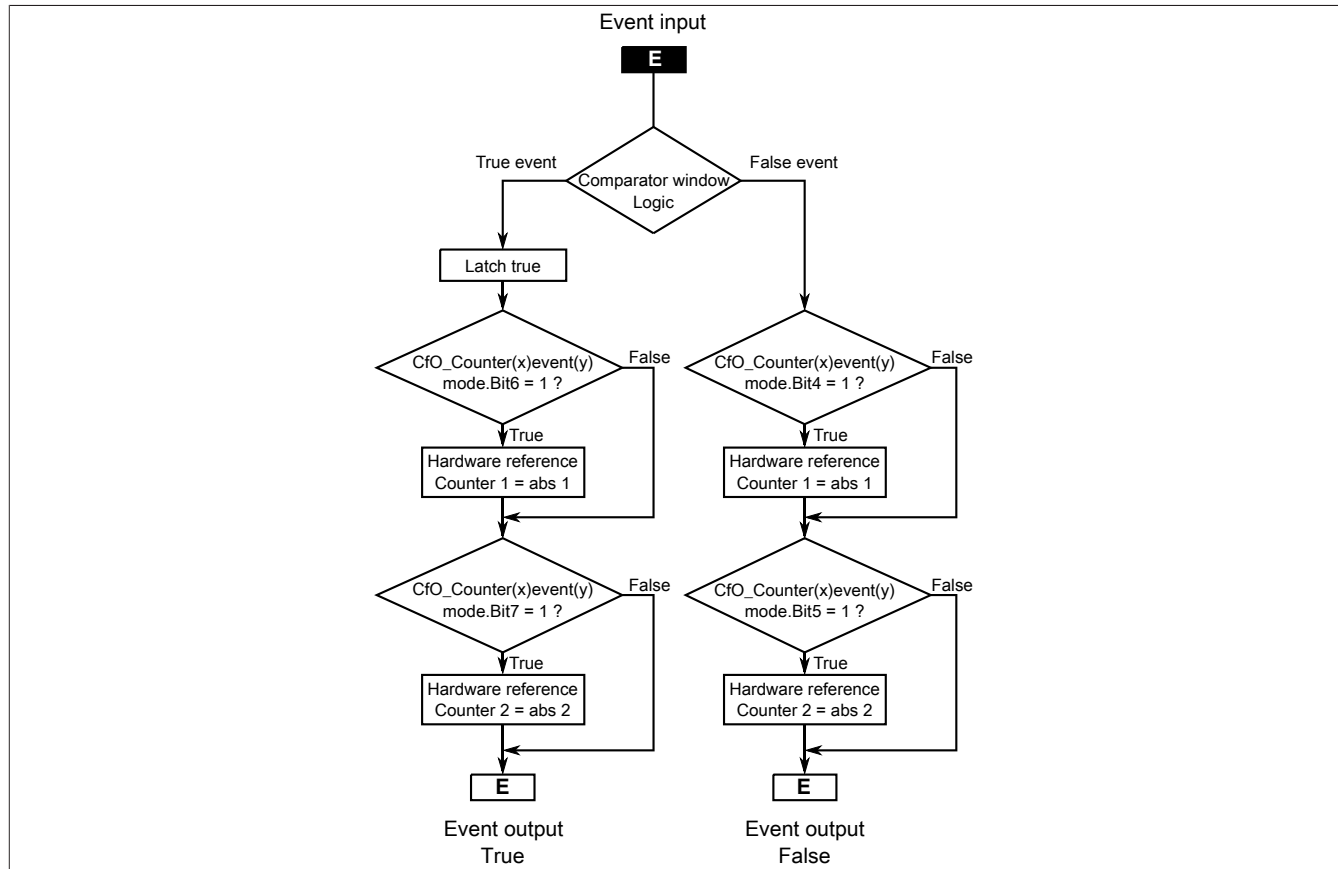 Event input
E
True event
False event
Comparator window
Logic
Latch true
CfO_Counter(x)event(y)
mode.Bit6 = 1 ?
False
True
Hardware reference
Counter 1 = abs 1
CfO_Counter(x)event(y)
mode.Bit7 = 1 ?
False
True
Hardware reference
Counter 2 = abs 2
E
Event output
True
CfO_Counter(x)event(y)
mode.Bit4 = 1 ?
False
True
Hardware reference
Counter 1 = abs 1
CfO_Counter(x)event(y)
mode.Bit5 = 1 ?
False
True
Hardware reference
Counter 2 = abs 2
E
Event output
False